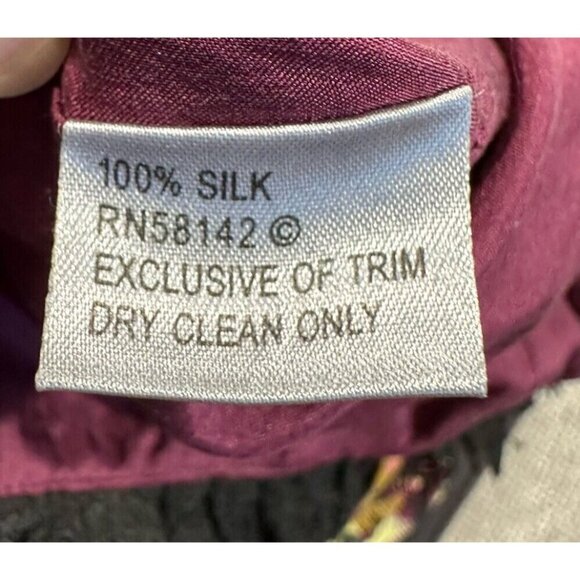 100% SILK
RN58142 ©
EXCLUSIVE OF TRIM
DRY CLEAN ONLY